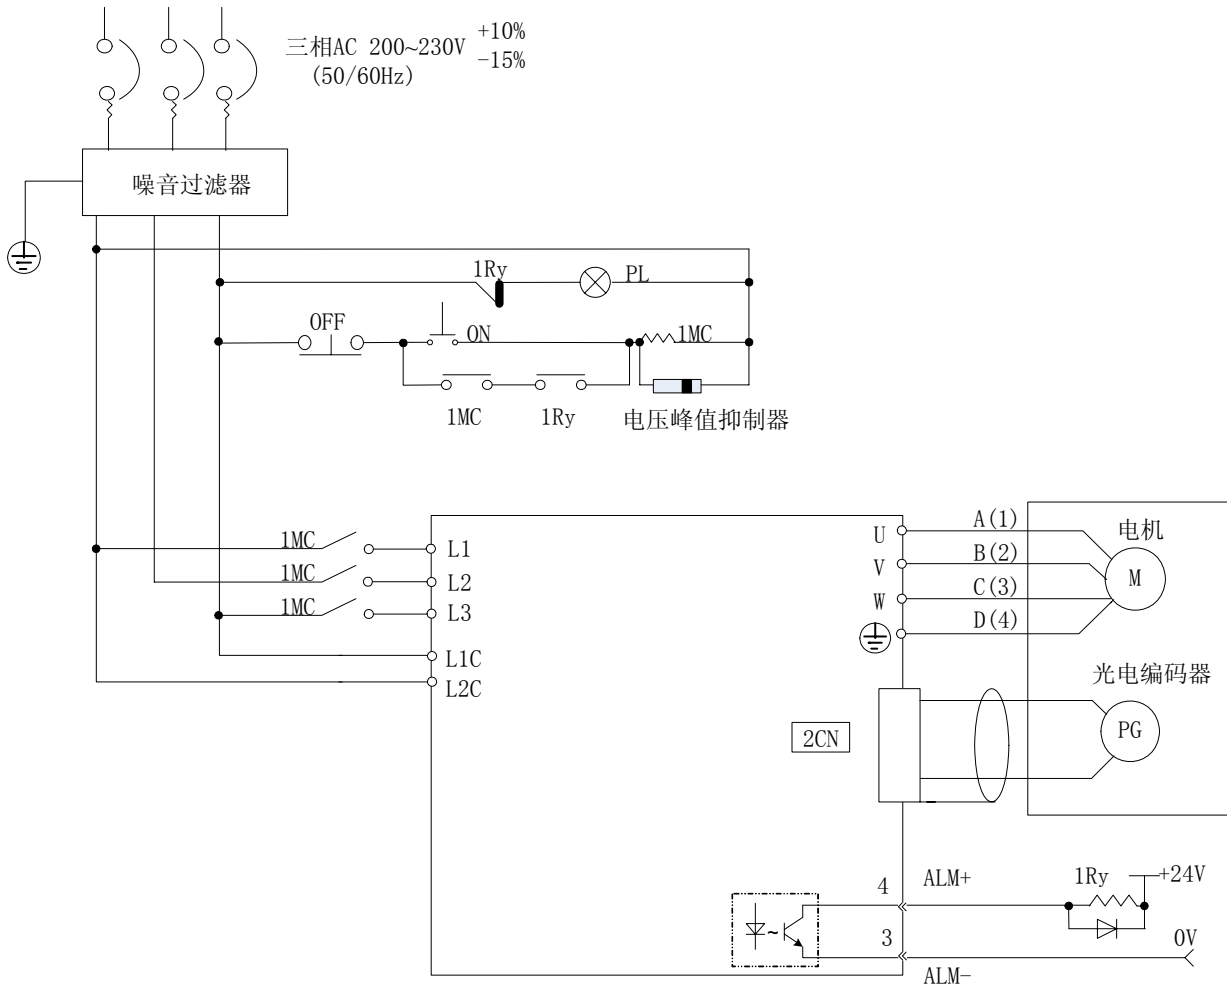 三相AC 200~230V +10%
-15%
(50/60Hz)
噪音过滤器
1Ry
PL
OFF
ON
1MC
1MC
1Ry
电压峰值抑制器
1MC
L1
1MC
L2
1MC
L3
L1C
L2C
U
A(1)
电机
V
B(2)
M
W
C(3)
D(4)
光电编码器
2CN
PG
4
ALM+
1Ry
+24V
~
3
0V
ALM-